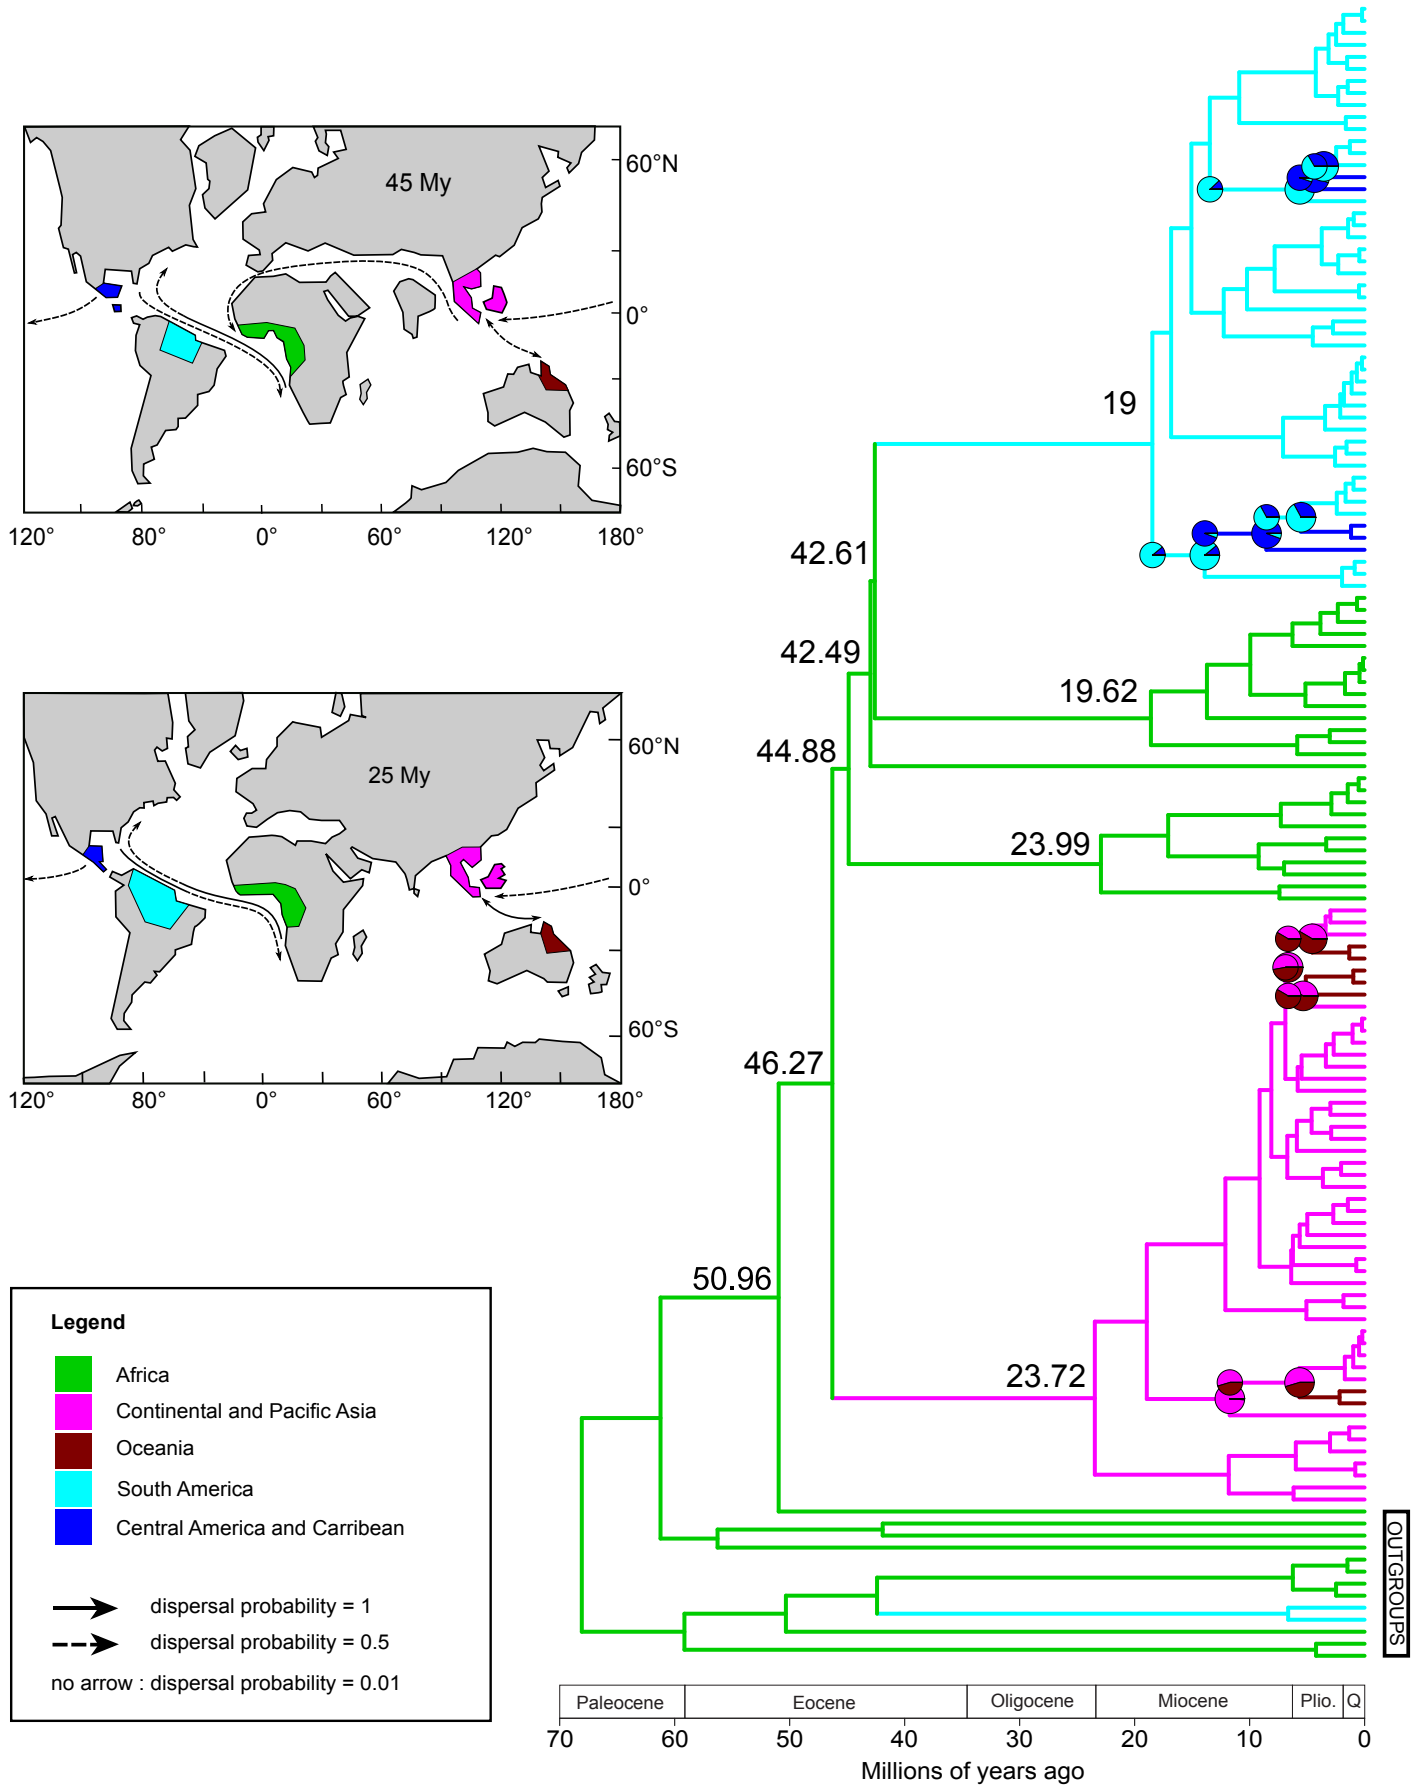 45 My
60°N
0°
60°S
120°
80°
0°
60°
120°
180°
25 My
60°N
0°
60°S
120°
80°
0°
60°
120°
180°
Legend
Africa
Continental and Pacific Asia
Oceania
South America
Central America and Carribean
dispersal probability = 1
dispersal probability = 0.5
no arrow : dispersal probability = 0.01
19
42.61
42.49
19.62
44.88
23.99
46.27
50.96
23.72
OUTGROUPS
Paleocene Eocene Oligocene Miocene Plio. Q
70 60 50 40 30 20 10 0
Millions of years ago